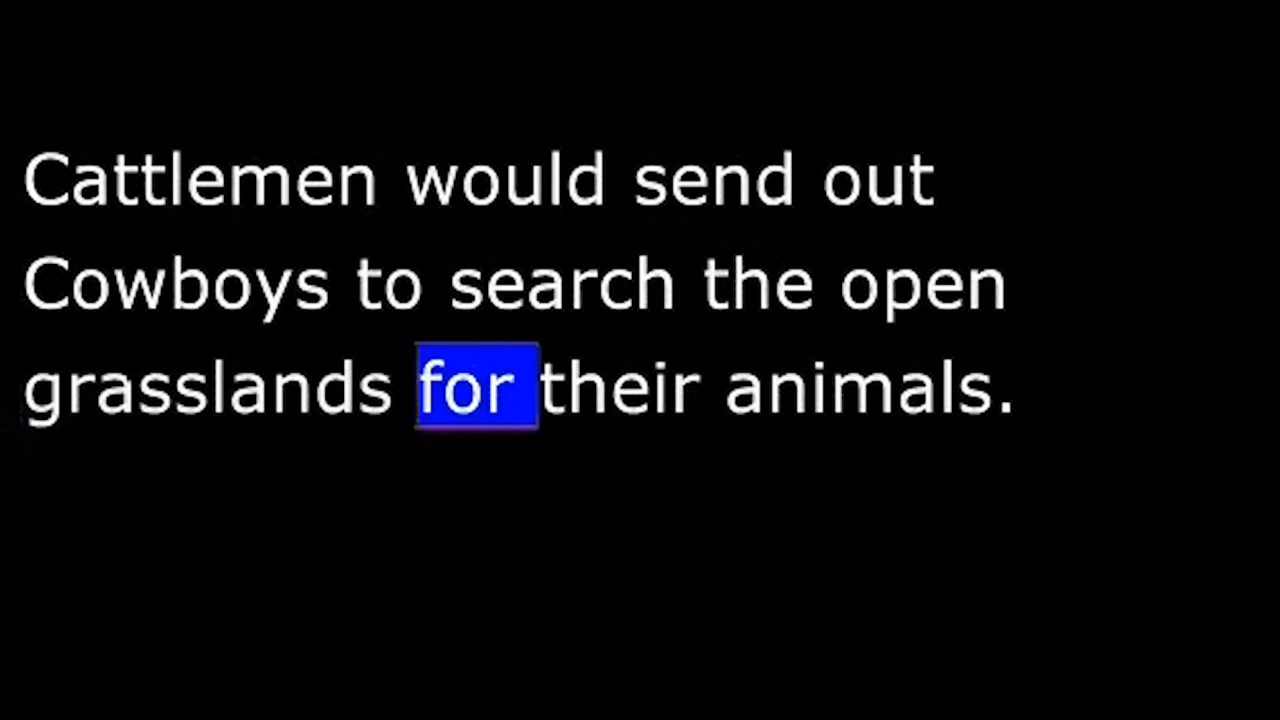 Cattlemen would send out
Cowboys to search the open
grasslands for their animals.